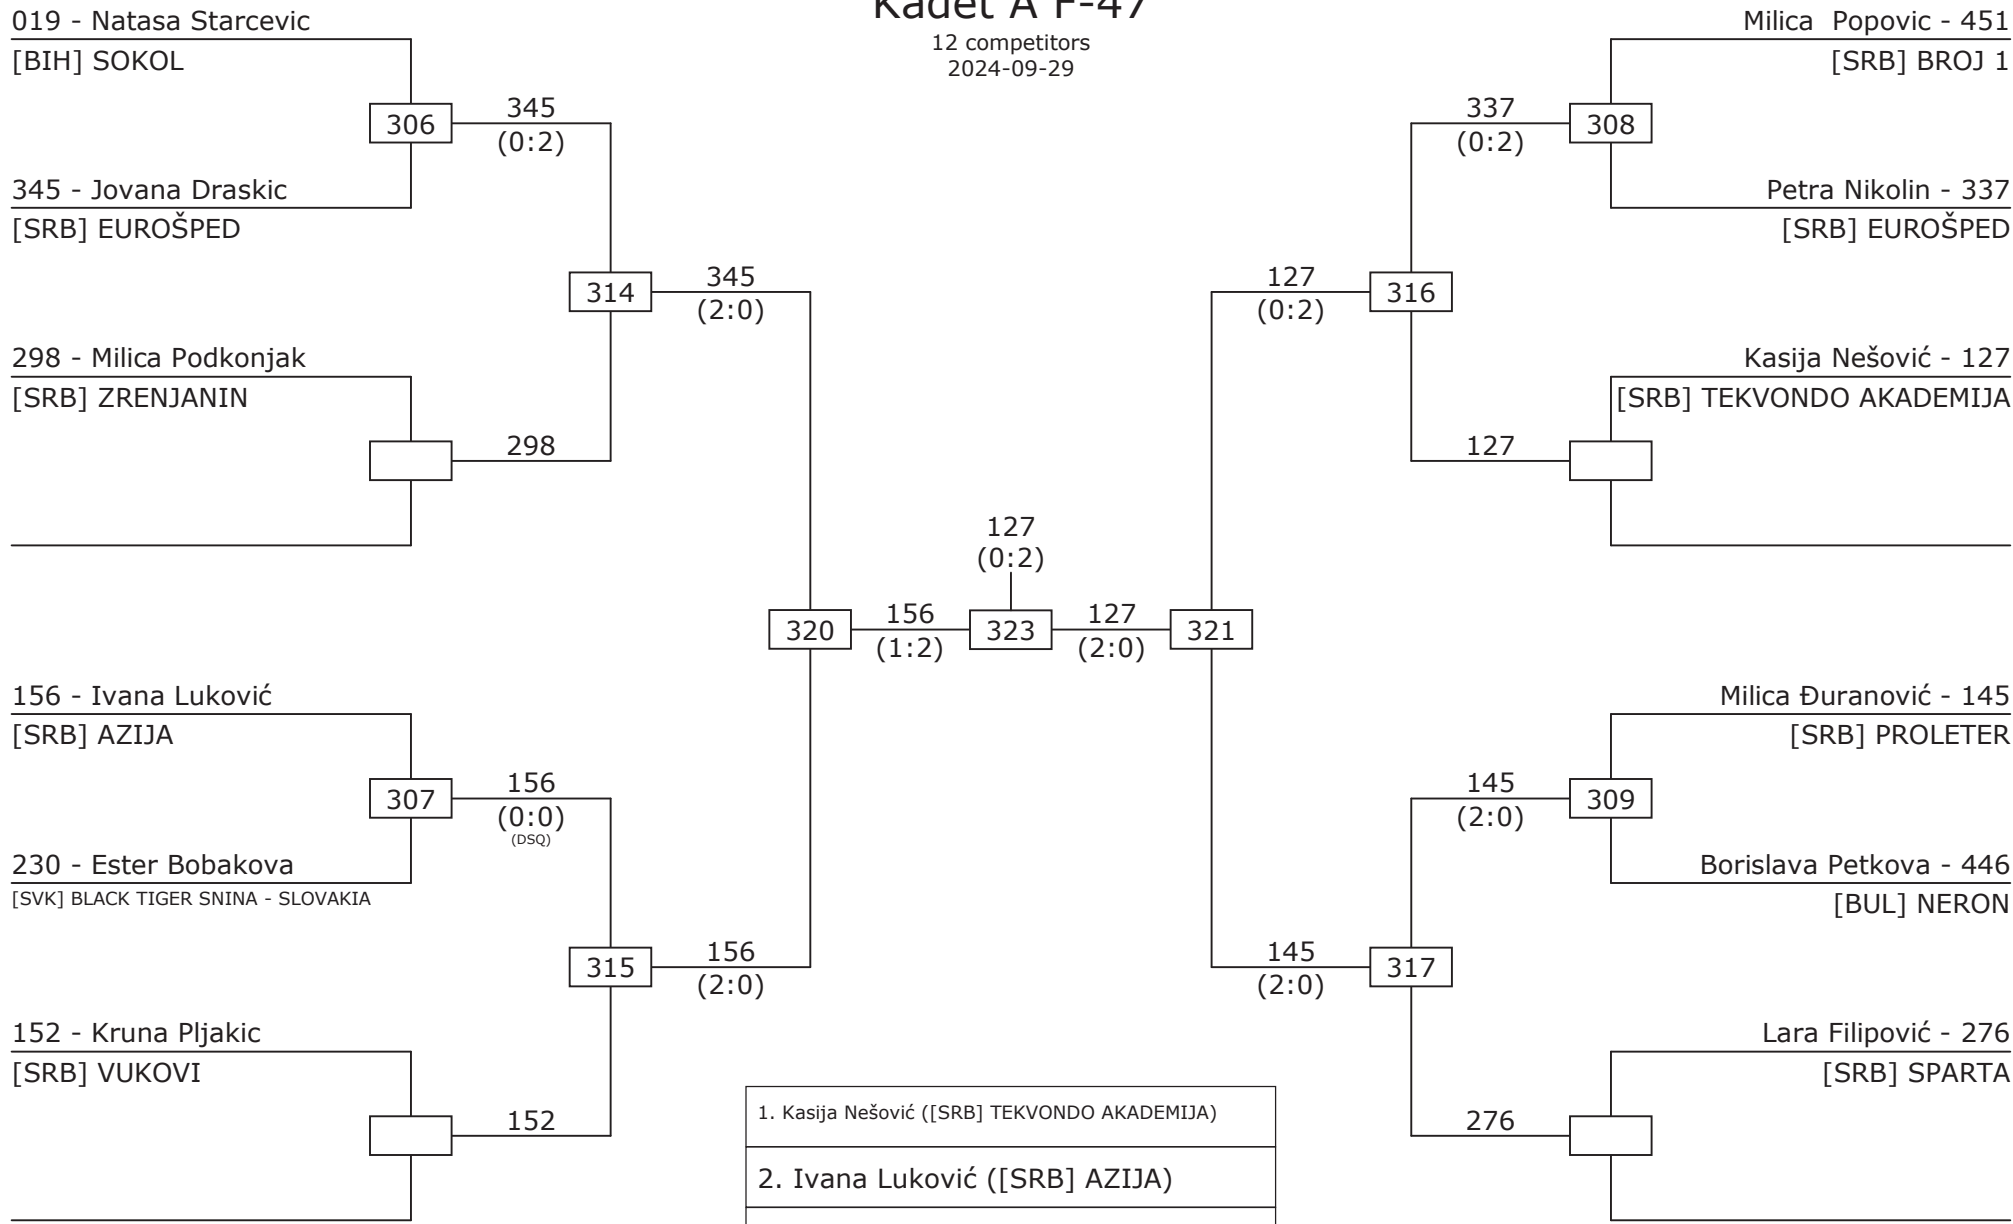 Kadet A F-47
12 competitors
2024-09-29
019 - Natasa Starcevic
[BIH] SOKOL
306
345
(0:2)
345 - Jovana Draskic
[SRB] EUROŠPED
314
345
(2:0)
298 - Milica Podkonjak
[SRB] ZRENJANIN
298
320
156
(1:2)
156 - Ivana Luković
[SRB] AZIJA
307
156
(0:0)
(DSQ)
230 - Ester Bobakova
[SVK] BLACK TIGER SNINA - SLOVAKIA
315
156
(2:0)
152 - Kruna Pljakic
[SRB] VUKOVI
152
127
(0:2)
323
Milica  Popovic - 451
[SRB] BROJ 1
337
(0:2)
308
Petra Nikolin - 337
[SRB] EUROŠPED
127
(0:2)
316
Kasija Nešović - 127
[SRB] TEKVONDO AKADEMIJA
127
127
(2:0)
321
Milica Đuranović - 145
[SRB] PROLETER
145
(2:0)
309
Borislava Petkova - 446
[BUL] NERON
145
(2:0)
317
Lara Filipović - 276
[SRB] SPARTA
276
1. Kasija Nešović ([SRB] TEKVONDO AKADEMIJA)
2. Ivana Luković ([SRB] AZIJA)